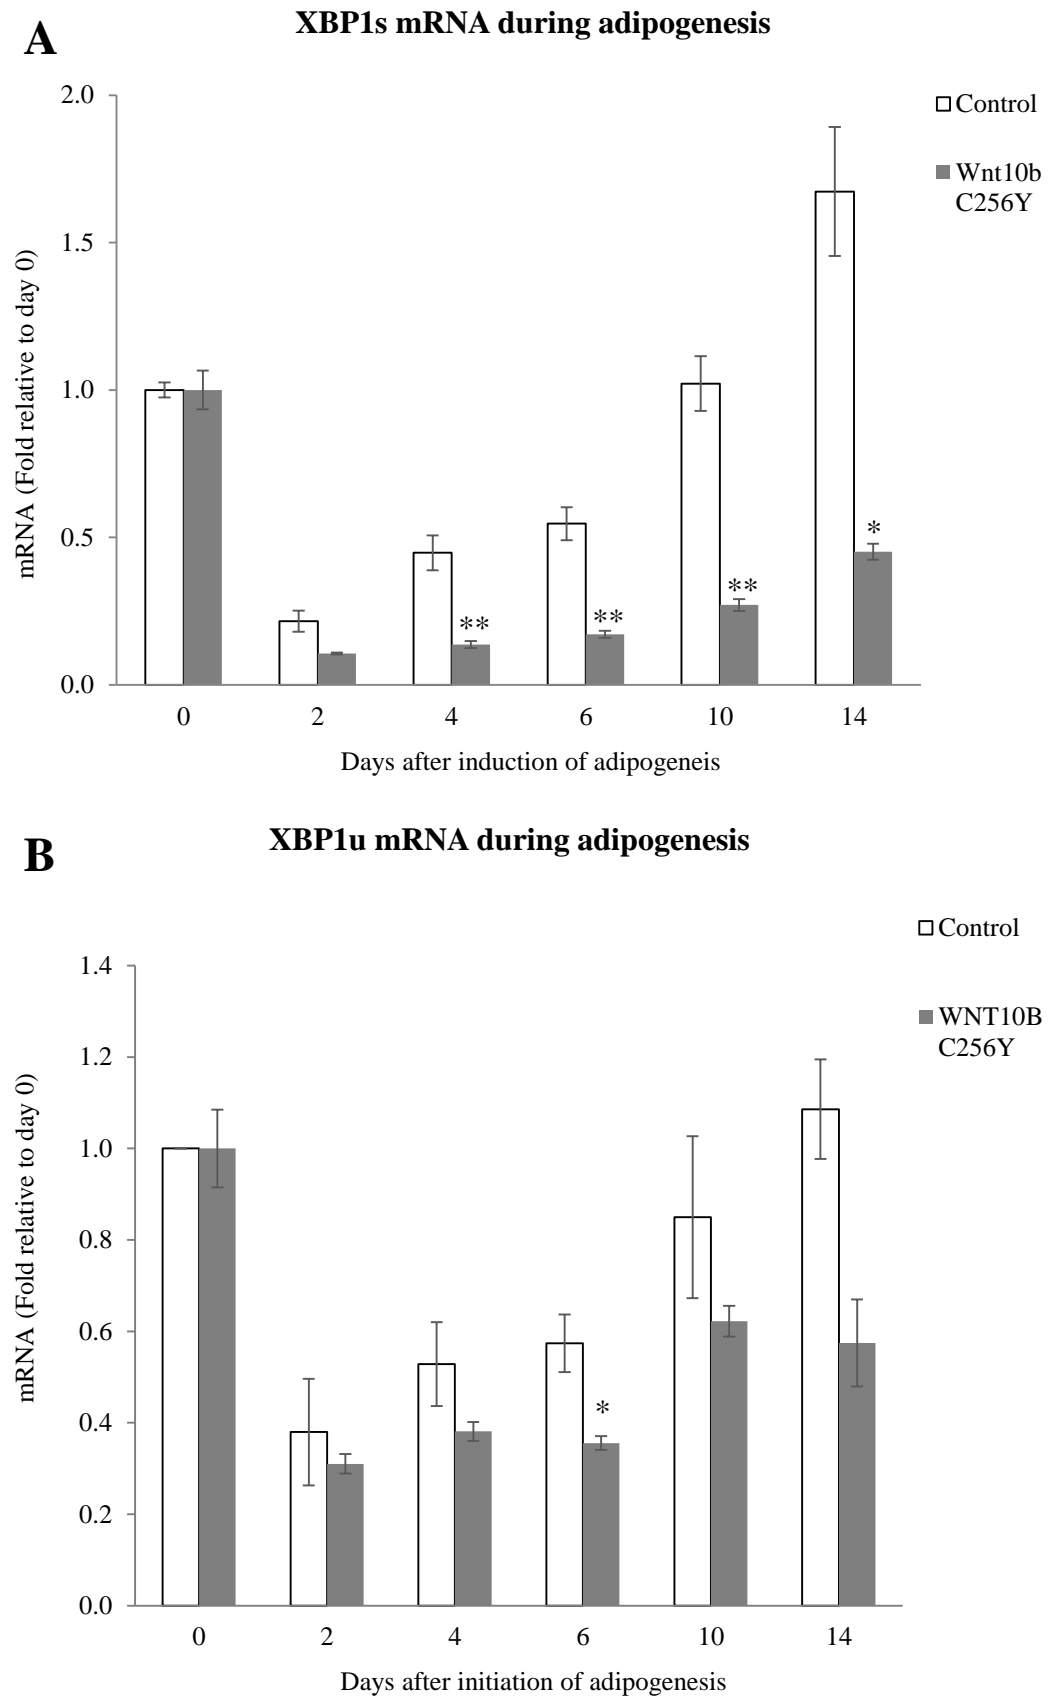 A
XBP1s mRNA during adipogenesis
2.0
1.5
1.0
0.5
0.0
mRNA (Fold relative to day 0)
Control
Wnt10b
C256Y
**
**
**
*
0 2 4 6 10 14
Days after induction of adipogeneis
B
XBP1u mRNA during adipogenesis
1.4
1.2
1.0
0.8
0.6
0.4
0.2
0.0
mRNA (Fold relative to day 0)
Control
WNT10B
C256Y
*
0 2 4 6 10 14
Days after initiation of adipogenesis